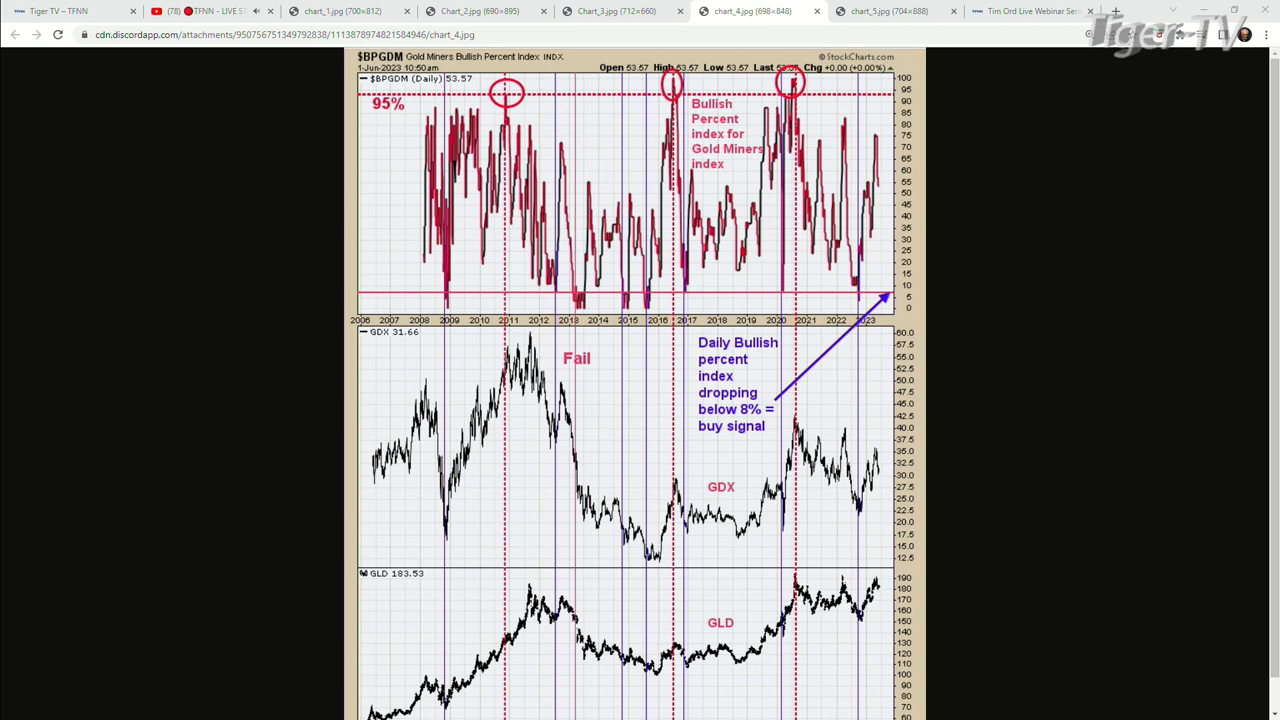 Tiger TV – TFNN
(78) 🔴TFNN - LIVE ST
chart_1.jpg (700×812)
Chart_2.jpg (690×895)
Chart_3.jpg (712×660)
chart_4.jpg (698×848)
chart_5.jpg (704×888)
Tim Ord Live Webinar Seri
Tiger-TV
cdn.discordapp.com/attachments/950756751349792838/1113878974821584946/chart_4.jpg
$BPGDM Gold Miners Bullish Percent Index INDX
© StockCharts.com
1-Jun-2023 10:50am
Open 53.57 High 53.57 Low 53.57 Last 53.57 Chg +0.00 (+0.00%)
$BPGDM (Daily) 53.57
95%
Bullish
Percent
index for
Gold Miners
index
100
95
90
85
80
75
70
65
60
55
50
45
40
35
30
25
20
15
10
5
0
2006 2007 2008 2009 2010 2011 2012 2013 2014 2015 2016 2017 2018 2019 2020 2021 2022 2023
GDX 31.66
Fail
Daily Bullish
percent
index
dropping
below 8% =
buy signal
GDX
60.0
57.5
55.0
52.5
50.0
47.5
45.0
42.5
40.0
37.5
35.0
32.5
30.0
27.5
25.0
22.5
20.0
17.5
15.0
12.5
GLD 183.53
GLD
190
180
170
160
150
140
130
120
110
100
90
80
70
60